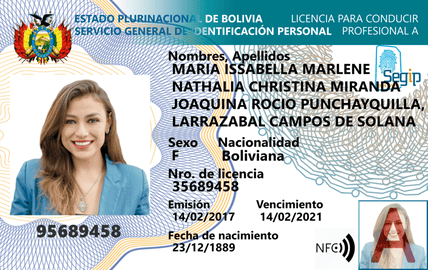 ESTADO PLURINACIONAL DE BOLIVIA
SERVICIO GENERAL DE IDENTIFICACIÓN PERSONAL
LICENCIA PARA CONDUCIR
PROFESIONAL A
Nombres, Apellidos
MARIA ISSABELLA MARLENE
NATHALIA CHRISTINA MIRANDA
JOAQUINA ROCIO PUNCHAYQUILLA,
LARRAZABAL CAMPOS DE SOLANA
Segip
Sexo Nacionalidad
F Boliviana
Nro. de licencia
35689458
Emisión Vencimiento
14/02/2017 14/02/2021
Fecha de nacimiento
23/12/1889
95689458
NFC
A